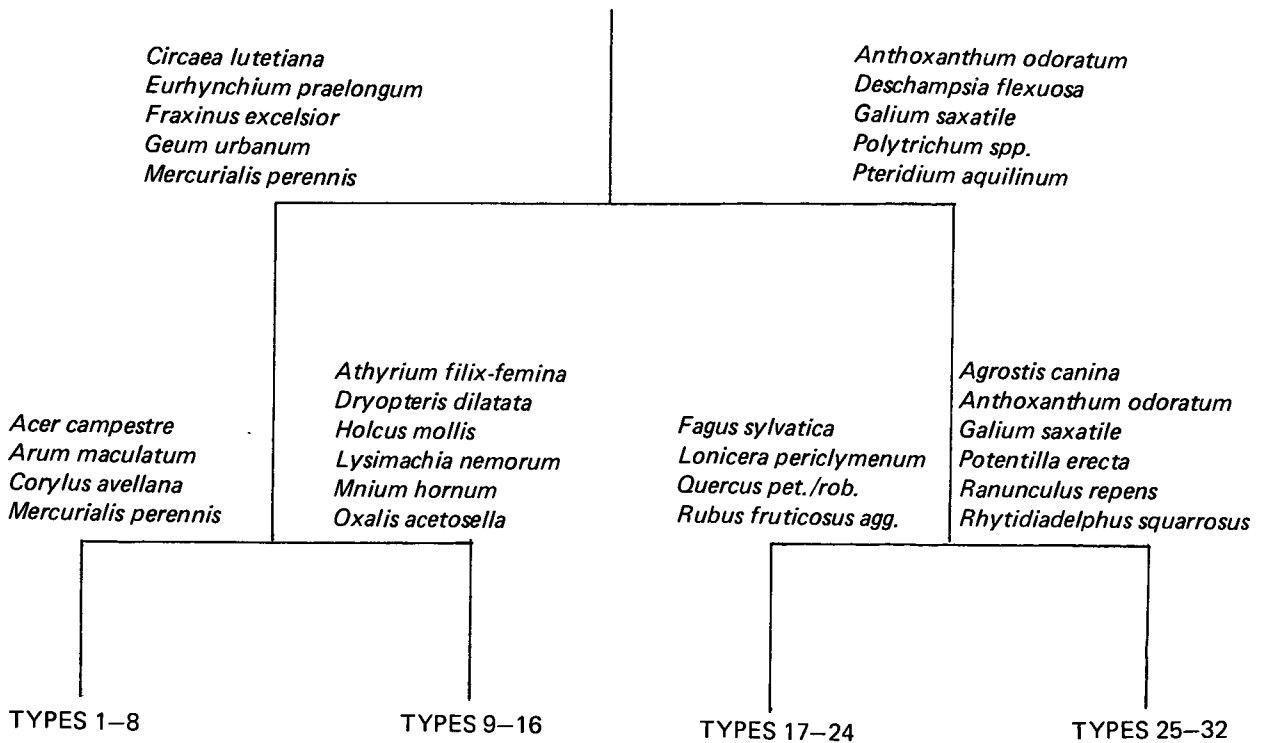 Circaea lutetiana
Eurhynchium praelongum
Fraxinus excelsior
Geum urbanum
Mercurialis perennis
Anthoxanthum odoratum
Deschampsia flexuosa
Galium saxatile
Polytrichum spp.
Pteridium aquilinum
Acer campestre
Arum maculatum
Corylus avellana
Mercurialis perennis
Athyrium filix-femina
Dryopteris dilatata
Holcus mollis
Lysimachia nemorum
Mnium hornum
Oxalis acetosella
Fagus sylvatica
Lonicera periclymenum
Quercus pet./rob.
Rubus fruticosus agg.
Agrostis canina
Anthoxanthum odoratum
Galium saxatile
Potentilla erecta
Ranunculus repens
Rhytidiadelphus squarrosus
TYPES 1–8
TYPES 9–16
TYPES 17–24
TYPES 25–32